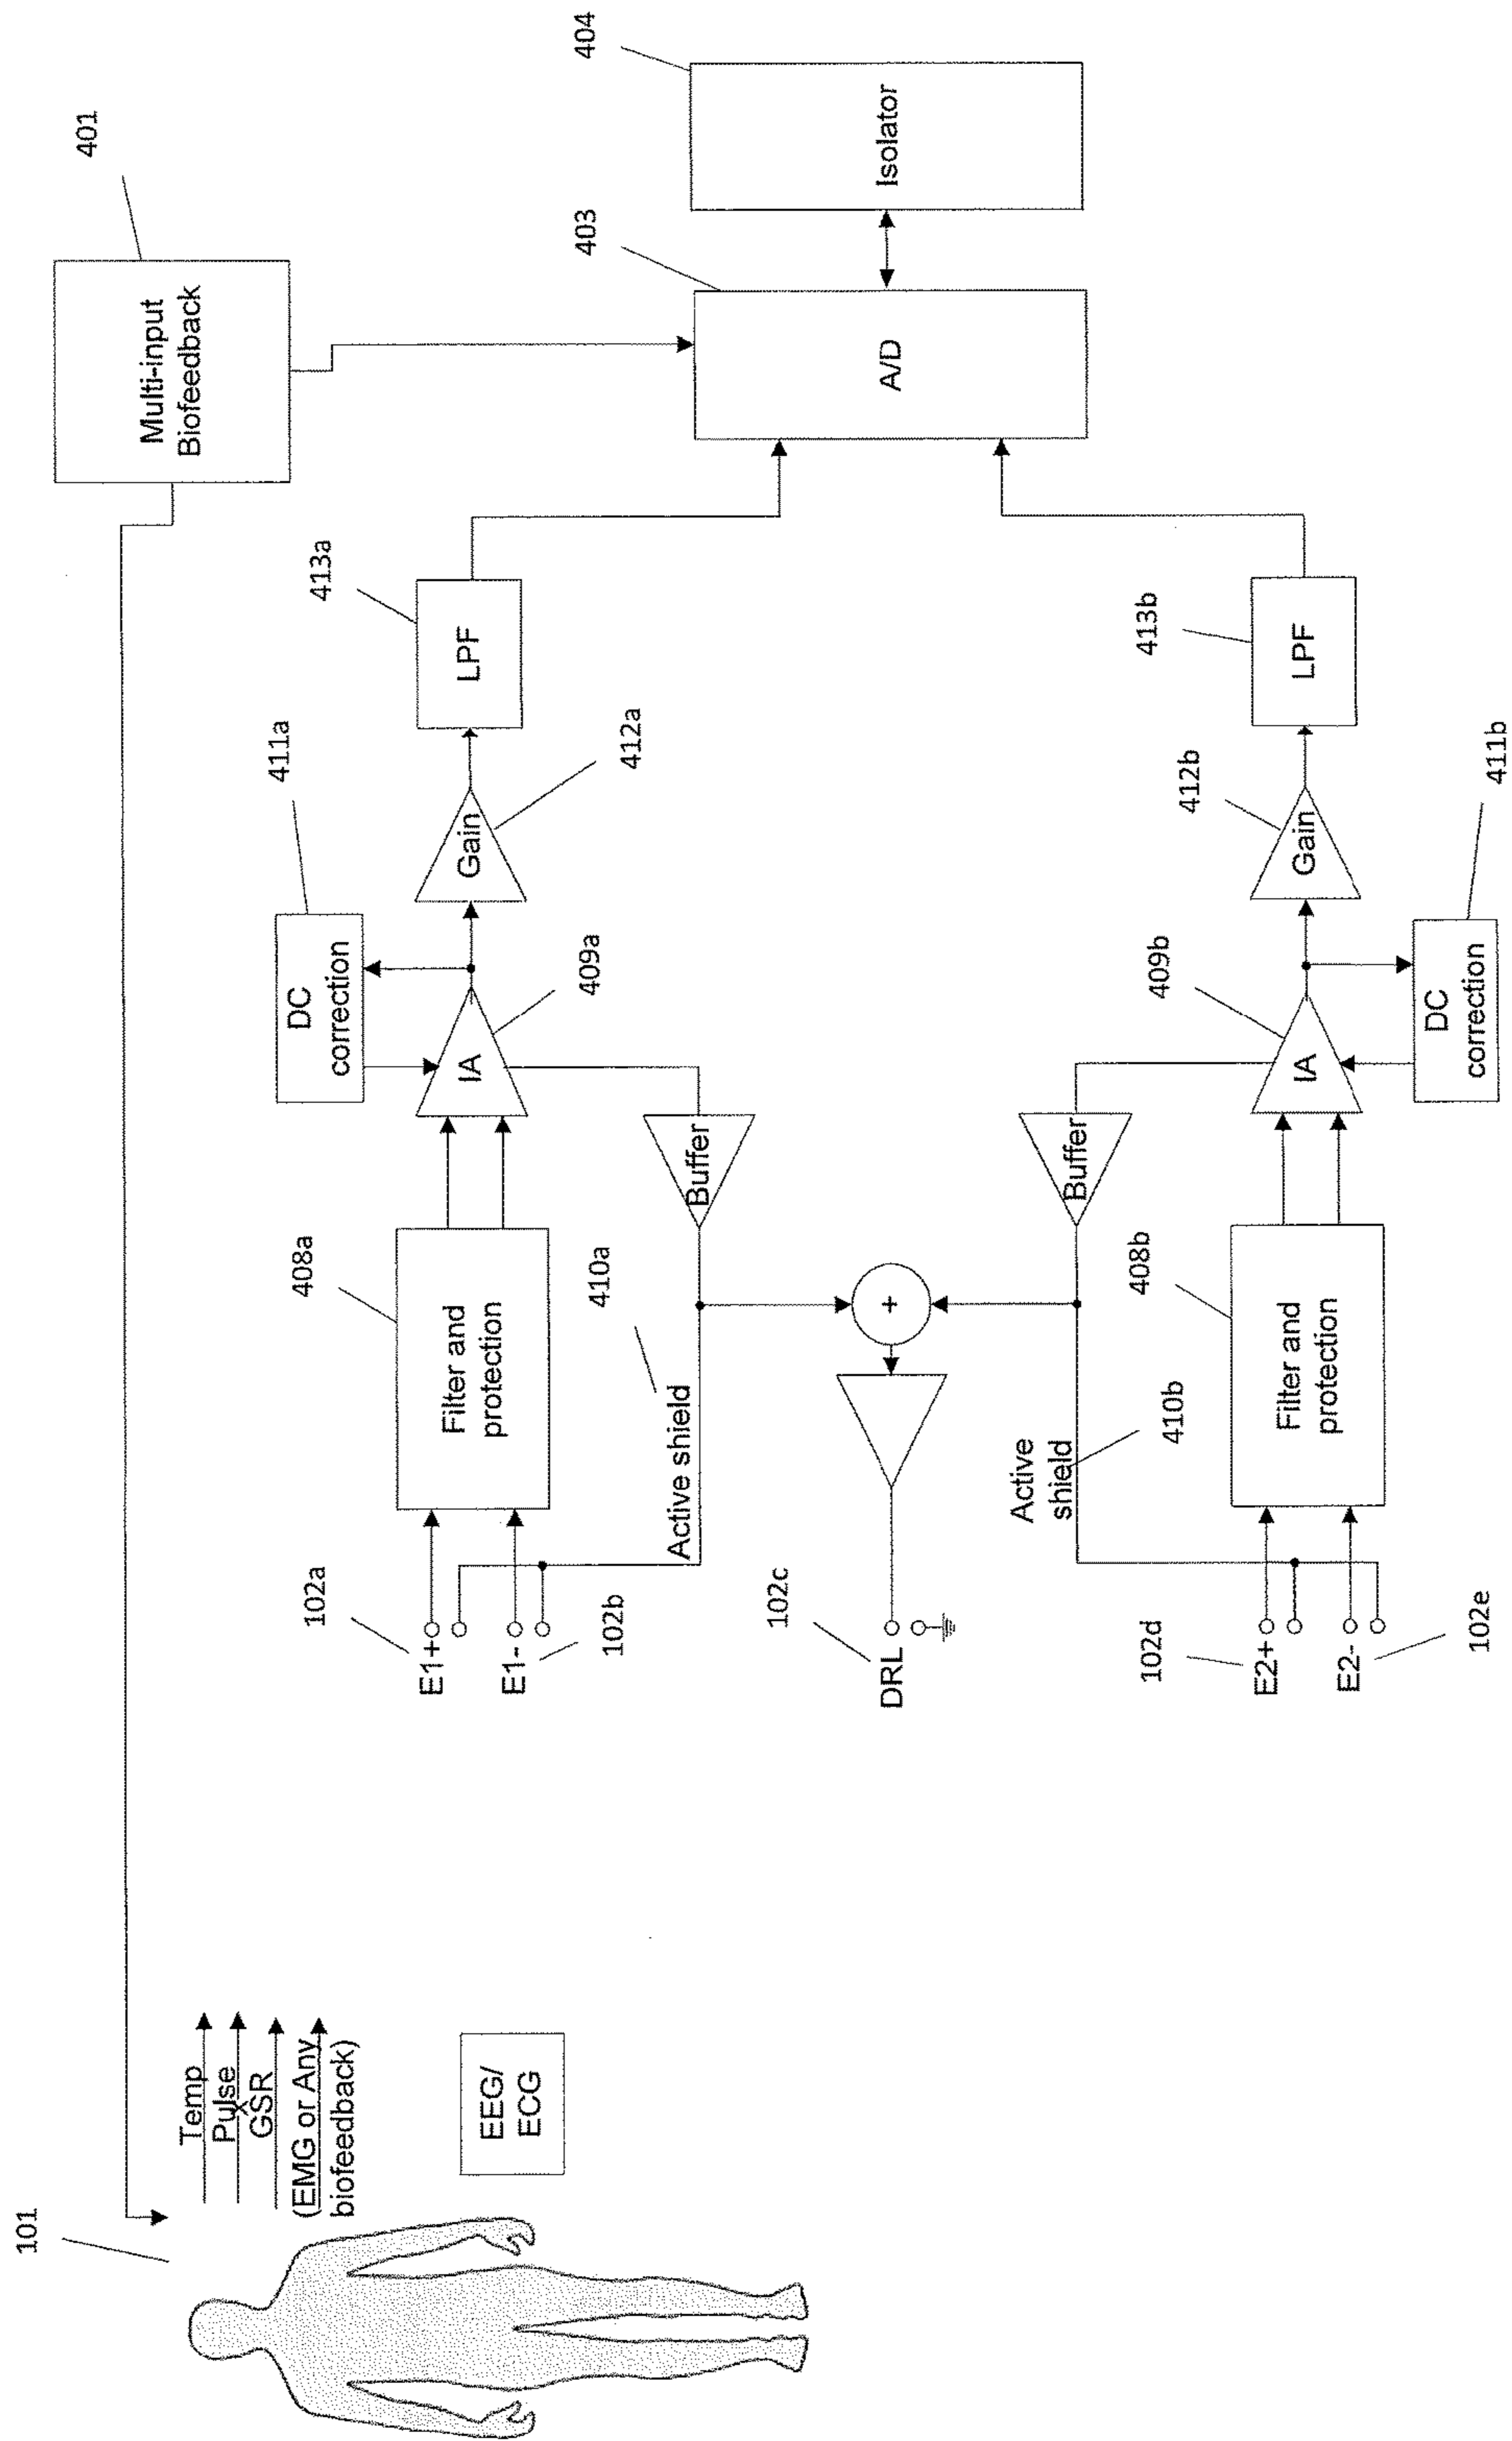 101
Temp
Pulse
GSR
(EMG or Any
biofeedback)
EEG/
ECG
401
Multi-input
Biofeedback
102a
E1+
E1-
102b
408a
Filter and
protection
410a
Active shield
Buffer
411a
DC
correction
IA
409a
Gain
412a
413a
LPF
403
A/D
404
Isolator
102c
DRL
+
102d
E2+
E2-
102e
Active
shield
410b
408b
Filter and
protection
Buffer
409b
IA
DC
correction
411b
412b
Gain
413b
LPF